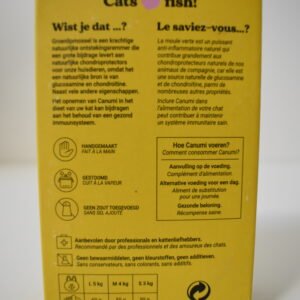 Cats fish!
Wist je dat ...?
Groenlipmossel is een krachtige
natuurlijke ontstekingsremmer die
een grote bijdrage levert aan
natuurlijke chondroprotectors
voor onze huisdieren, omdat het
een natuurlijke bron is van
glucosamine en chondroitine.
Naast vele andere eigenschappen.
Het opnemen van Canumi in het
dieet van uw kat kan bijdragen
aan het behoud van een gezond
immuunsysteem.
Le saviez-vous...?
La moule verte est un puissant
anti-inflammatoire naturel qui
contribue grandement aux
chondroprotecteurs naturels de nos
animaux de compagnie, car elle est
une source naturelle de glucosamine
et de chondroïtine, parmi de
nombreuses autres propriétés.
Inclure Canumi dans
l'alimentation de votre chat
peut contribuer à maintenir
un système immunitaire sain.
HANDGEMAAKT
FAIT À LA MAIN
GESTOOMD
CUIT À LA VAPEUR
GEEN ZOUT TOEGEVOEGD
SANS SEL AJOUTÉ
Hoe Canumi voeren?
Comment consommer Canumi?
Aanvulling op de voeding.
Complément d'alimentation.
Alternative voeding voor een dag.
Aliment de substitution
pour une journée.
Gezonde beloning.
Récompense saine.
Aanbevolen door professionals en kattenliefhebbers.
Recommandé par des professionnels et des amoureux des chats.
Geen bewaarmiddelen, geen kleurstoffen, geen additieven.
Sans conservateurs, sans colorants, sans additifs.
L 5 kg
M 4 kg
S 3 kg